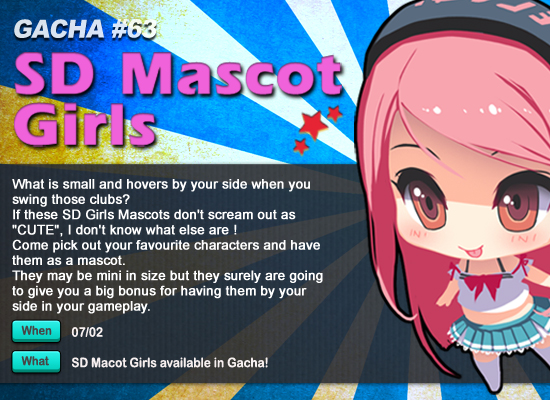 GACHA #63
SD Mascot
Girls
What is small and hovers by your side when you
swing those clubs?
If these SD Girls Mascots don't scream out as
"CUTE", I don't know what else are !
Come pick out your favourite characters and have
them as a mascot.
They may be mini in size but they surely are going
to give you a big bonus for having them by your
side in your gameplay.
When 07/02
What SD Macot Girls available in Gacha!